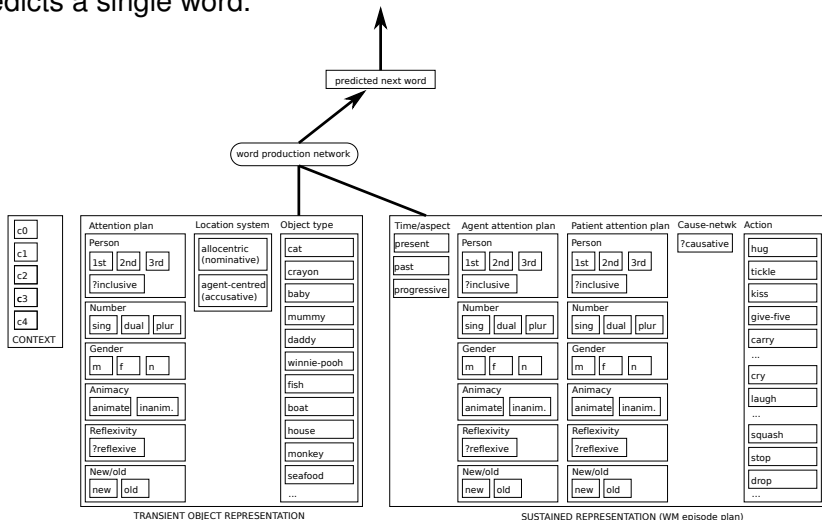 edicts a single word.
predicted next word
word production network
c0
c1
c2
c3
c4
CONTEXT
Attention plan
Person
1st 2nd 3rd
?inclusive
Number
sing dual plur
Gender
m f n
Animacy
animate inanim.
Reflexivity
?reflexive
New/old
new old
Location system
allocentric
(nominative)
agent-centred
(accusative)
Object type
cat
crayon
baby
mummy
daddy
winnie-pooh
fish
boat
house
monkey
seafood
...
TRANSIENT OBJECT REPRESENTATION
Time/aspect
present
past
progressive
Agent attention plan
Person
1st 2nd 3rd
?inclusive
Number
sing dual plur
Gender
m f n
Animacy
animate inanim.
Reflexivity
?reflexive
New/old
new old
Patient attention plan
Person
1st 2nd 3rd
?inclusive
Number
sing dual plur
Gender
m f n
Animacy
animate inanim.
Reflexivity
?reflexive
New/old
new old
Cause-netwk
?causative
Action
hug
tickle
kiss
give-five
carry
...
cry
laugh
...
squash
stop
drop
...
SUSTAINED REPRESENTATION (WM episode plan)